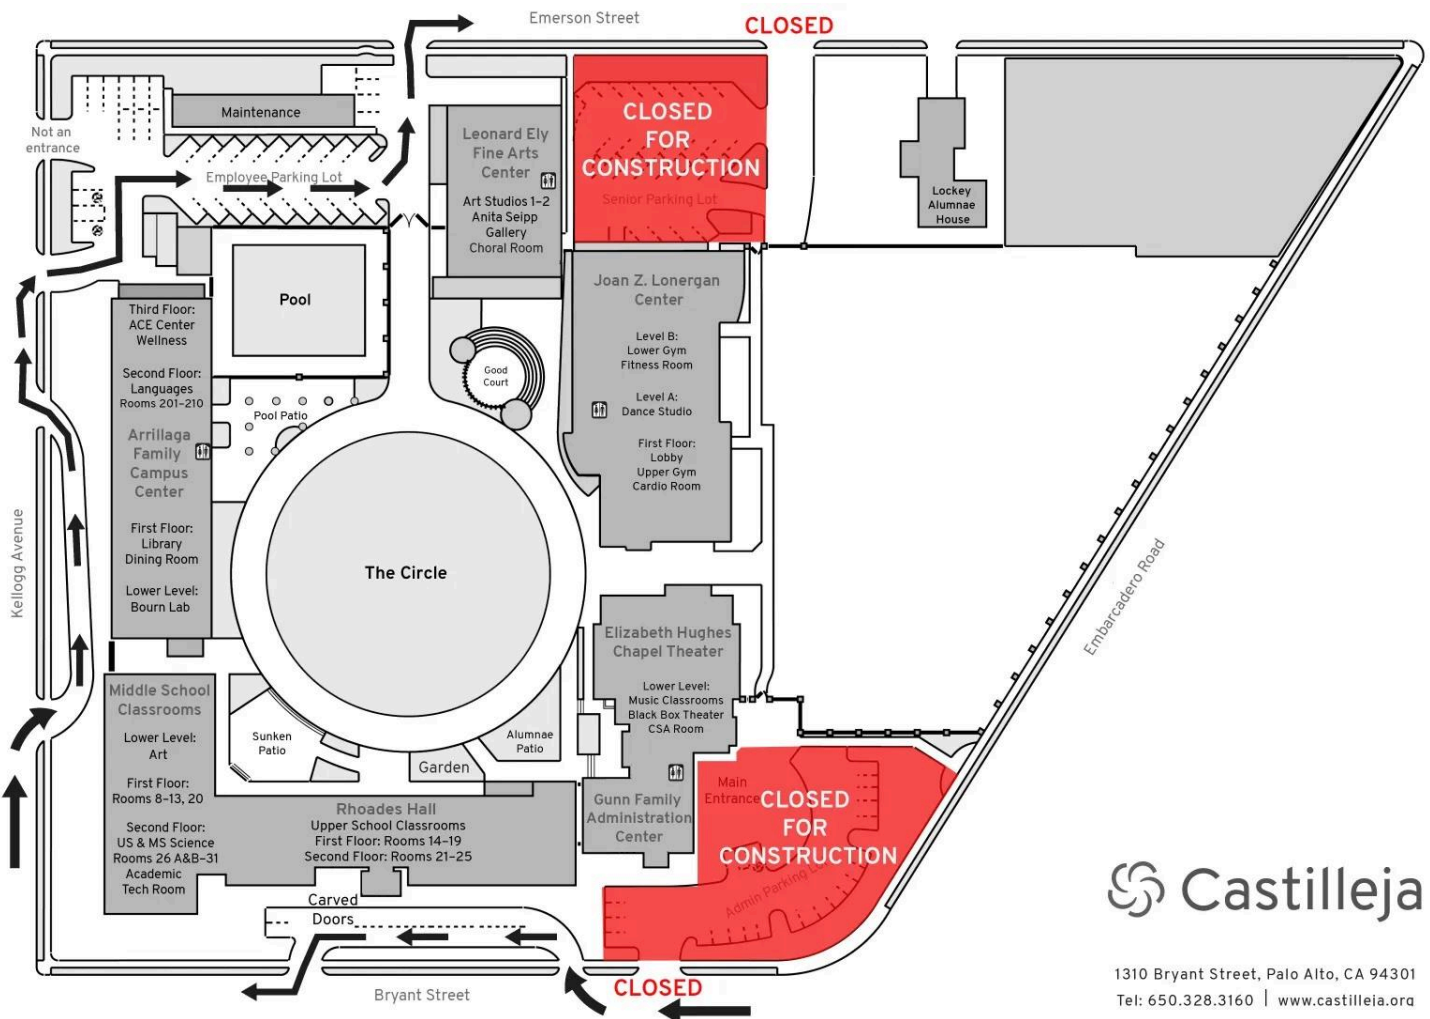 Emerson Street
CLOSED
Maintenance
Not an
entrance
Employee Parking Lot
Leonard Ely
Fine Arts
Center
Art Studios 1–2
Anita Seipp
Gallery
Choral Room
CLOSED
FOR
CONSTRUCTION
Senior Parking Lot
Lockey
Alumnae
House
Pool
Joan Z. Lonergan
Center
Level B:
Lower Gym
Fitness Room
Level A:
Dance Studio
First Floor:
Lobby
Upper Gym
Cardio Room
Good
Court
Third Floor:
ACE Center
Wellness
Second Floor:
Languages
Rooms 201–210
Arrillaga
Family
Campus
Center
First Floor:
Library
Dining Room
Lower Level:
Bourn Lab
Pool Patio
The Circle
Kellogg Avenue
Embarcadero Road
Elizabeth Hughes
Chapel Theater
Lower Level:
Music Classrooms
Black Box Theater
CSA Room
Middle School
Classrooms
Lower Level:
Art
First Floor:
Rooms 8–13, 20
Second Floor:
US & MS Science
Rooms 26 A&B–31
Academic
Tech Room
Sunken
Patio
Alumnae
Patio
Garden
Rhoades Hall
Upper School Classrooms
First Floor: Rooms 14–19
Second Floor: Rooms 21–25
Gunn Family
Administration
Center
Main
Entrance
CLOSED
FOR
CONSTRUCTION
Admin Parking
Carved
Doors
Bryant Street
CLOSED
Castilleja
1310 Bryant Street, Palo Alto, CA 94301
Tel: 650.328.3160 | www.castilleja.org